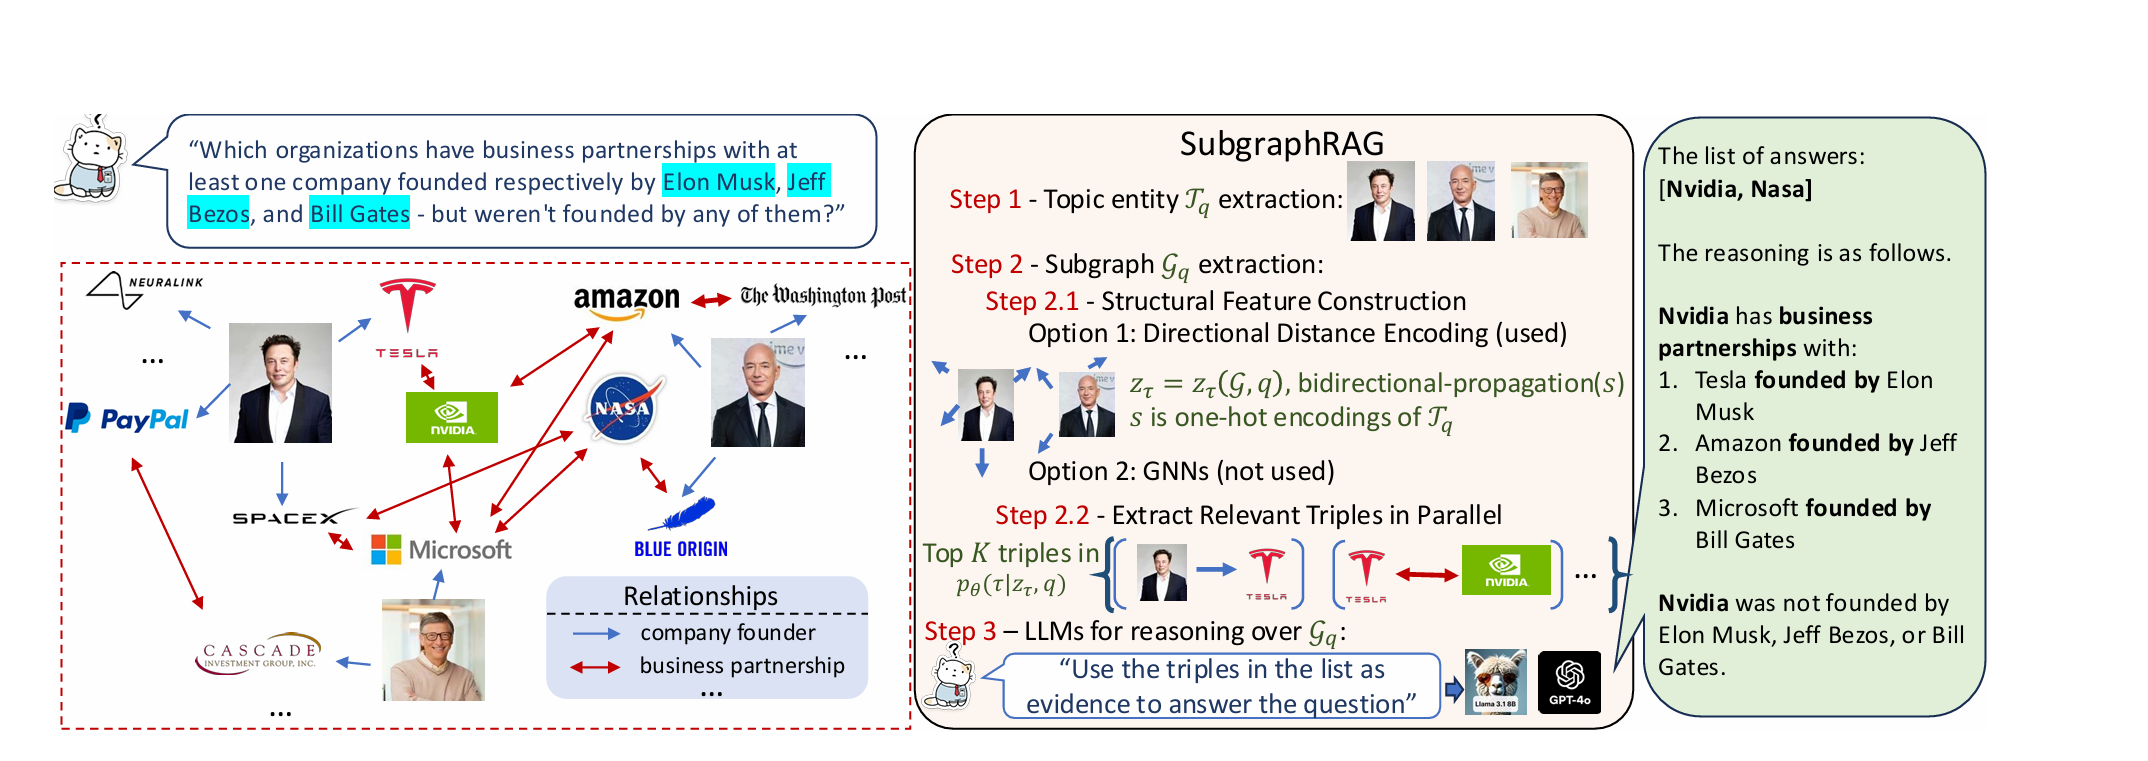 “Which organizations have business partnerships with at
least one company founded respectively by Elon Musk, Jeff
Bezos, and Bill Gates - but weren't founded by any of them?”
NEURALINK
TESLA
PayPal
NVIDIA
amazon
The Washington Post
NASA
SPACEX
Microsoft
BLUE ORIGIN
CASCADE
INVESTMENT GROUP, INC.
...
...
...
Relationships
company founder
business partnership
...
SubgraphRAG
Step 1 - Topic entity 𝒯q extraction:
Step 2 - Subgraph 𝒢q extraction:
Step 2.1 - Structural Feature Construction
Option 1: Directional Distance Encoding (used)
zτ = zτ(𝒢, q), bidirectional-propagation(s)
s is one-hot encodings of 𝒯q
Option 2: GNNs (not used)
Step 2.2 - Extract Relevant Triples in Parallel
Top K triples in
pθ(τ|zτ, q)
TESLA
TESLA
NVIDIA
...
Step 3 – LLMs for reasoning over 𝒢q:
“Use the triples in the list as
evidence to answer the question”
Llama 3.1 8B
GPT-4o
The list of answers:
[Nvidia, Nasa]
The reasoning is as follows.
Nvidia has business
partnerships with:
1. Tesla founded by Elon
Musk
2. Amazon founded by Jeff
Bezos
3. Microsoft founded by
Bill Gates
Nvidia was not founded by
Elon Musk, Jeff Bezos, or Bill
Gates.